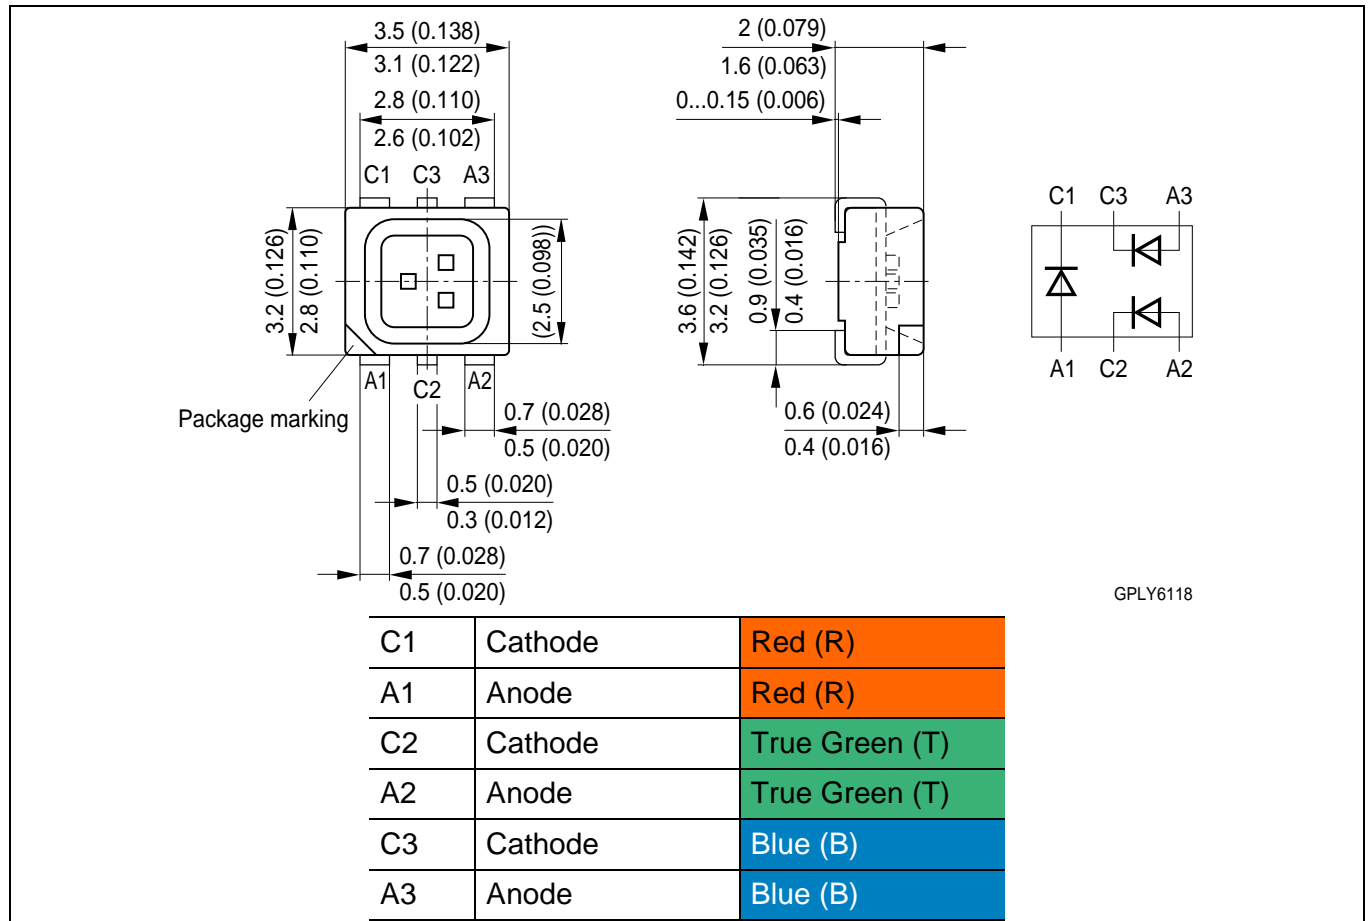 3.5 (0.138)
3.1 (0.122)
2.8 (0.110)
2.6 (0.102)
C1 C3 A3
3.2 (0.126)
2.8 (0.110)
(2.5 (0.098))
A1 C2 A2
Package marking
0.7 (0.028)
0.5 (0.020)
0.5 (0.020)
0.3 (0.012)
0.7 (0.028)
0.5 (0.020)
2 (0.079)
1.6 (0.063)
0...0.15 (0.006)
3.6 (0.142)
3.2 (0.126)
0.9 (0.035)
0.4 (0.016)
0.6 (0.024)
0.4 (0.016)
C1 C3 A3
A1 C2 A2
GPLY6118
C1 Cathode Red (R)
A1 Anode Red (R)
C2 Cathode True Green (T)
A2 Anode True Green (T)
C3 Cathode Blue (B)
A3 Anode Blue (B)